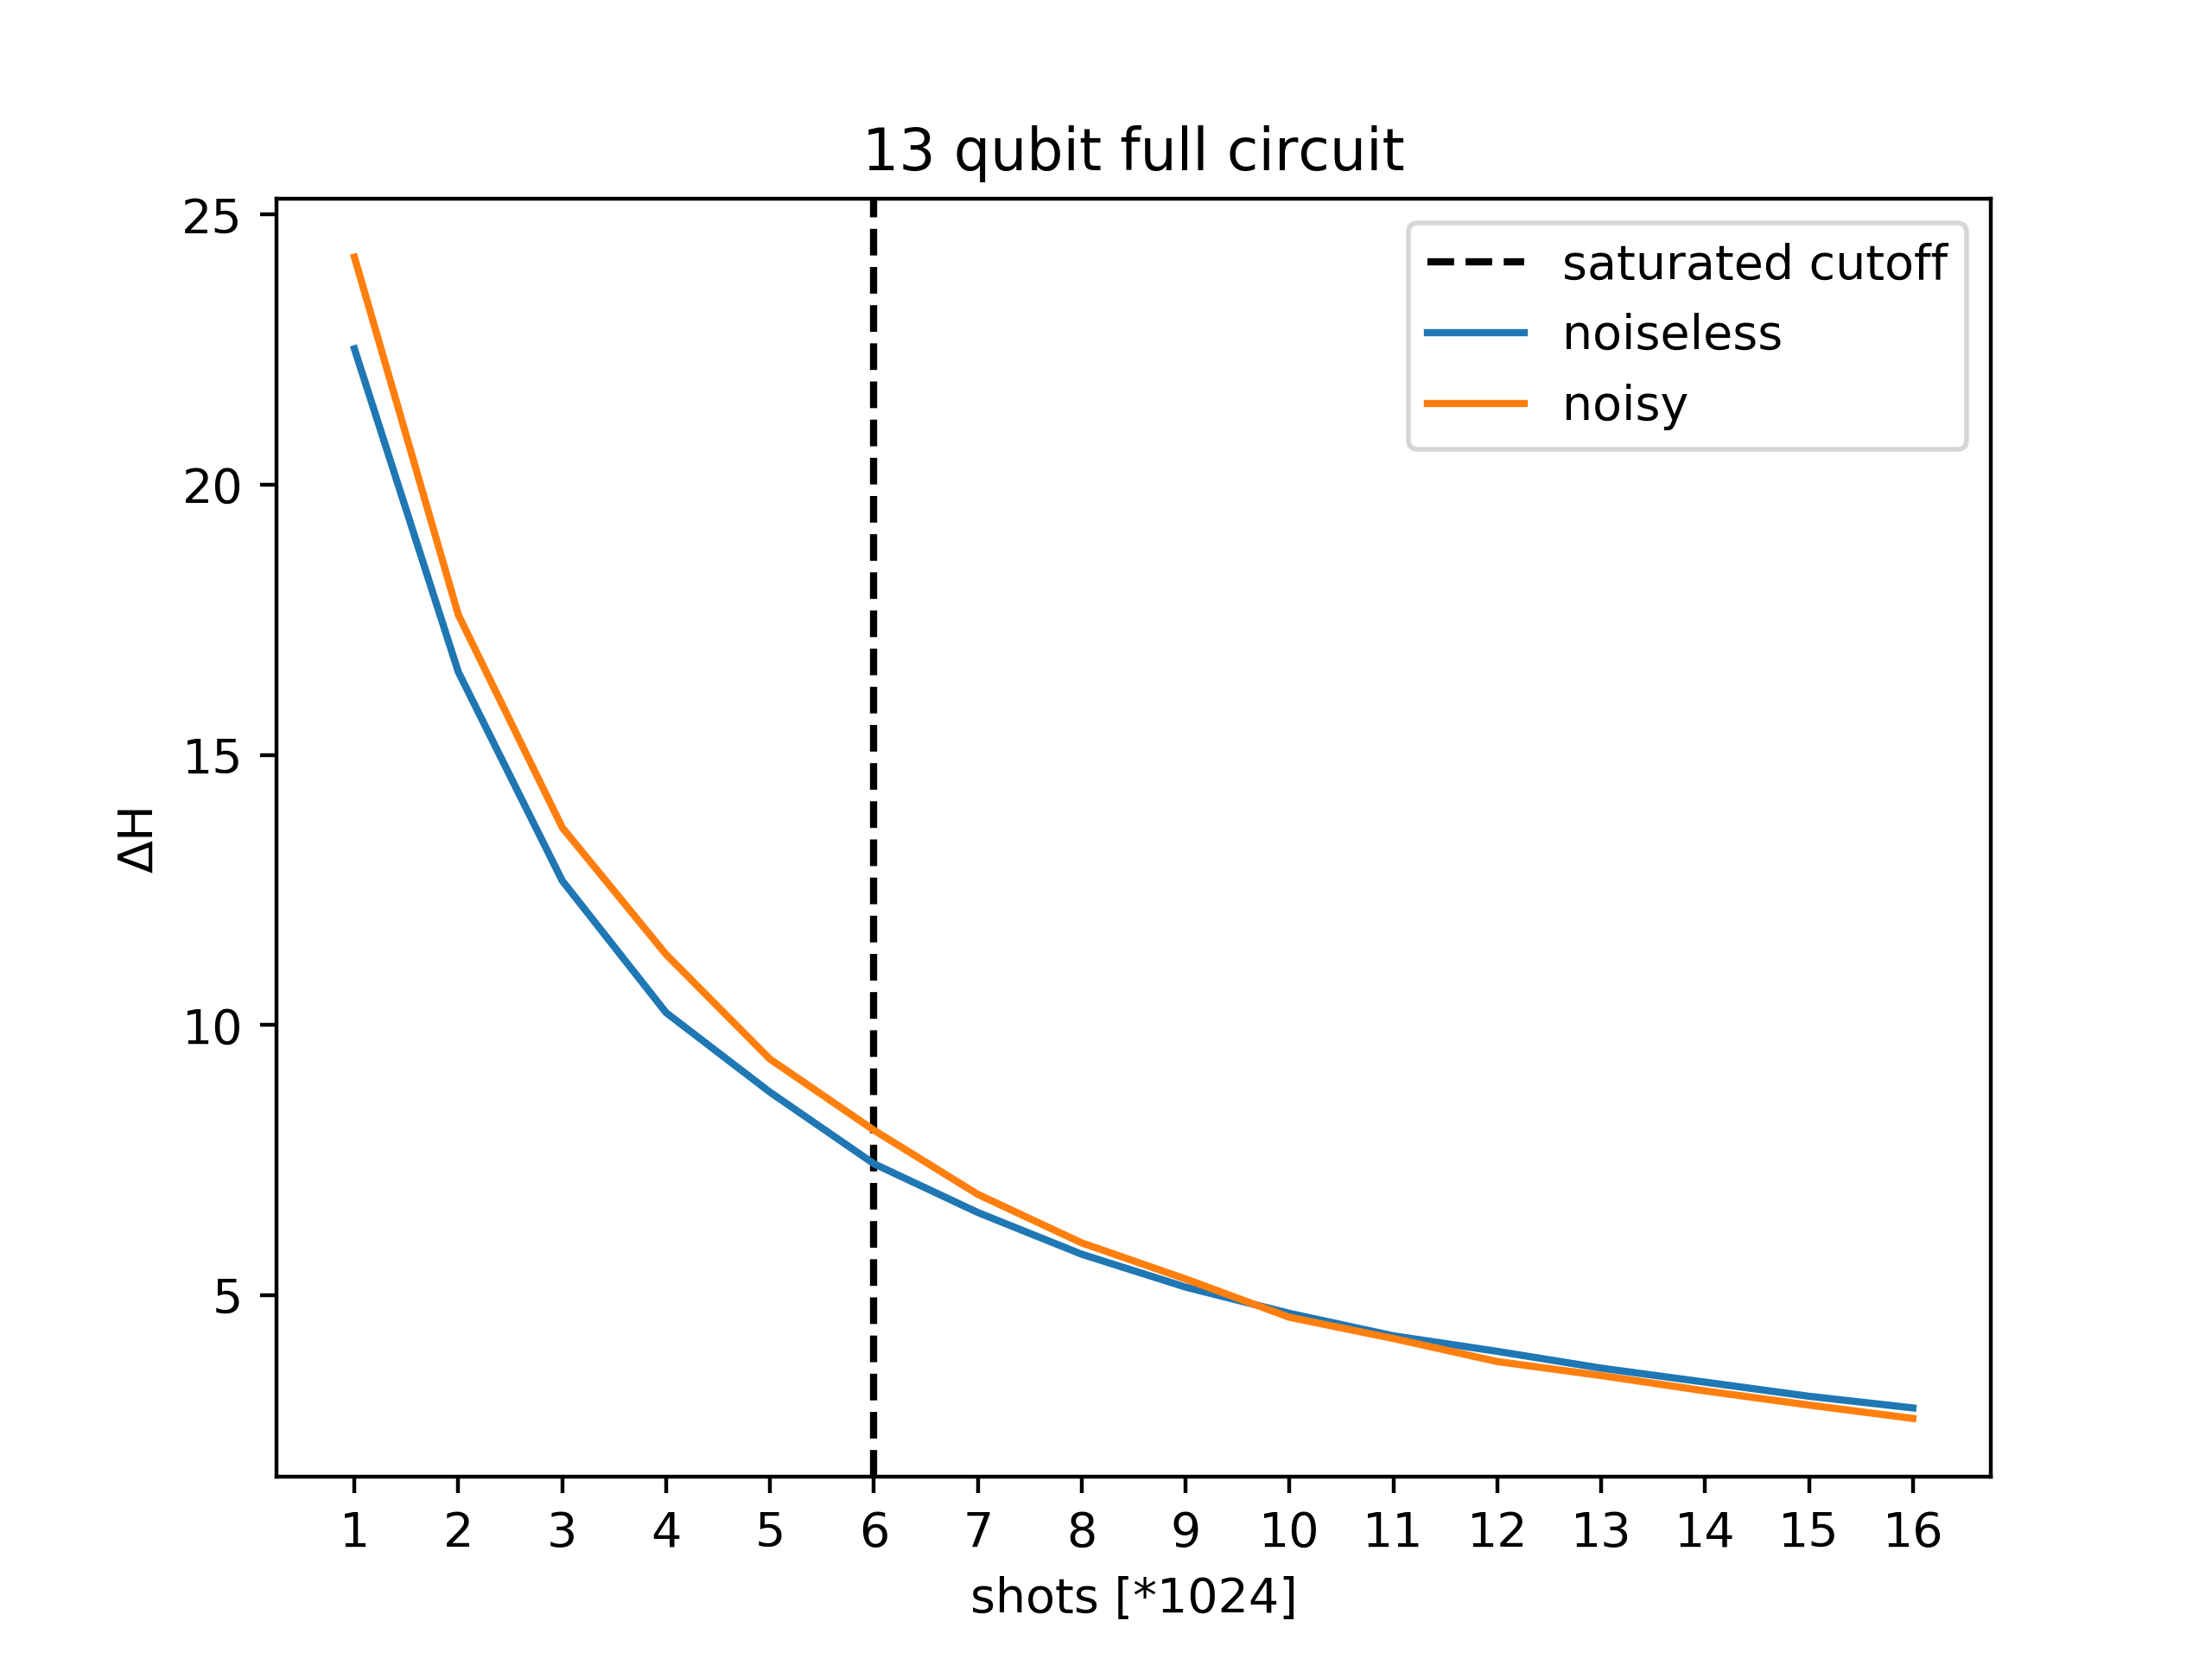 13 qubit full circuit
25
20
15
10
5
ΔH
saturated cutoff
noiseless
noisy
1 2 3 4 5 6 7 8 9 10 11 12 13 14 15 16
shots [*1024]